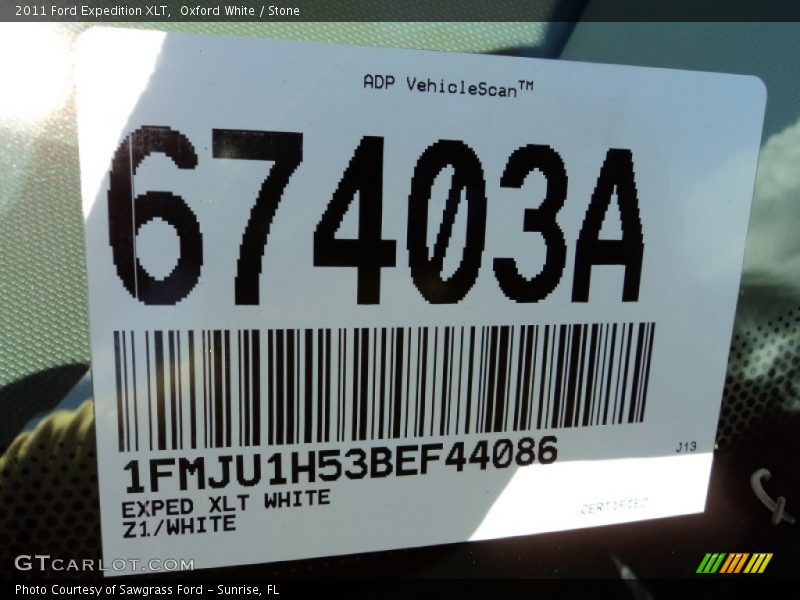 2011 Ford Expedition XLT, Oxford White / Stone
ADP VehicleScan™
67403A
1FMJU1H53BEF44086
J13
EXPED XLT WHITE
CERTIFIED
Z1/WHITE
GTcarlot.com
Photo Courtesy of Sawgrass Ford - Sunrise, FL